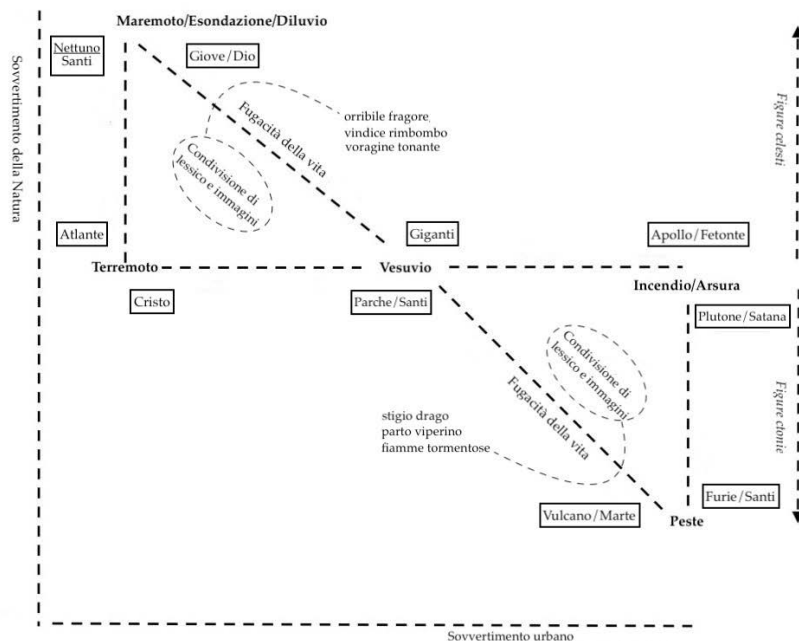 Maremoto/Esondazione/Diluvio
Nettuno
Santi
Giove/Dio
Sovvertimento della Natura
Figure celesti
orribile fragore
vindice rimbombo
voragine tonante
Fugacità della vita
Condivisione di
lessico e immagini
Atlante
Giganti
Apollo/Fetonte
Terremoto
Vesuvio
Incendio/Arsura
Cristo
Parche/Santi
Plutone/Satana
Condivisione di
lessico e immagini
Fugacità della vita
Figure ctonie
stigio drago
parto viperino
fiamme tormentose
Furie/Santi
Vulcano/Marte
Peste
Sovvertimento urbano